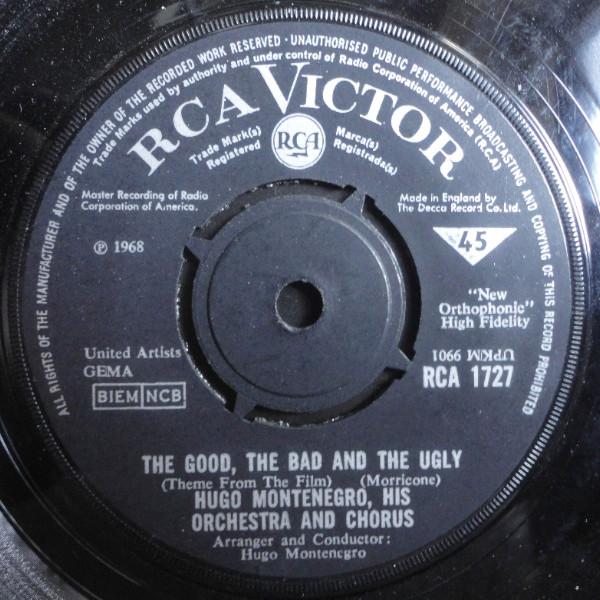 ALL RIGHTS OF THE MANUFACTURER AND OF THE OWNER OF THE RECORDED WORK RESERVED · UNAUTHORISED PUBLIC PERFORMANCE BROADCASTING AND COPYING OF THIS RECORD PROHIBITED
Trade Marks used by authority and under control of Radio Corporation of America (R.C.A)
RCA VICTOR
Trade Mark(s)
Registered
RCA
Marca(s)
Registrada(s)
Master Recording of Radio
Corporation of America.
Made in England by
The Decca Record Co. Ltd.
℗ 1968
45
"New
Orthophonic"
High Fidelity
United Artists
GEMA
BIEM NCB
UPKM 9901
RCA 1727
THE GOOD, THE BAD AND THE UGLY
(Theme From The Film) (Morricone)
HUGO MONTENEGRO, HIS
ORCHESTRA AND CHORUS
Arranger and Conductor:
Hugo Montenegro